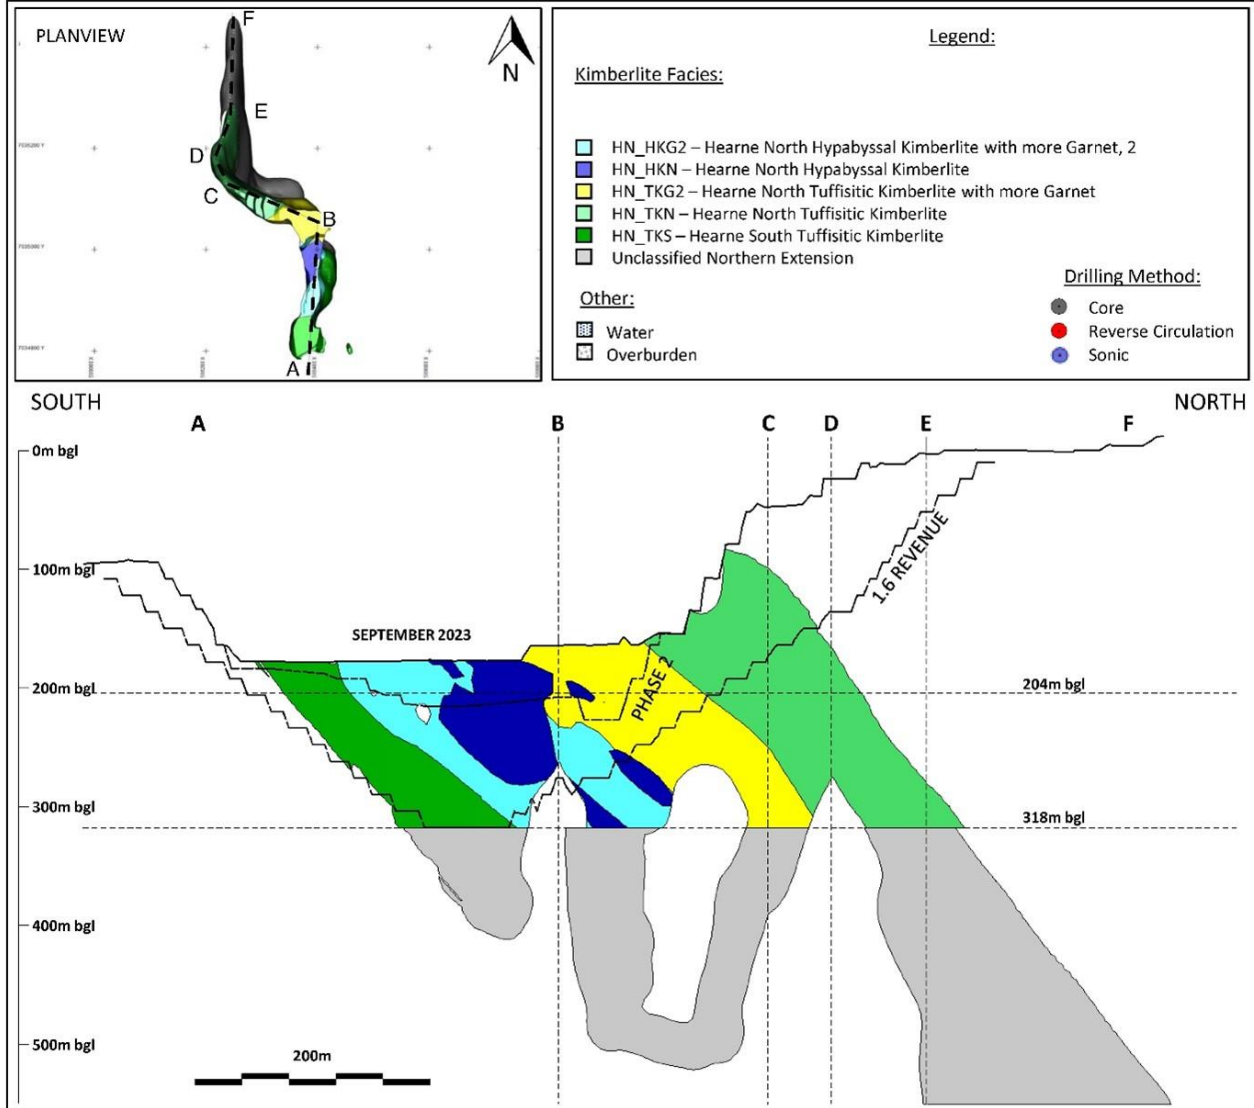 PLANVIEW
F
N
E
D
C
B
A
Legend:
Kimberlite Facies:
HN_HKG2 – Hearne North Hypabyssal Kimberlite with more Garnet, 2
HN_HKN – Hearne North Hypabyssal Kimberlite
HN_TKG2 – Hearne North Tuffisitic Kimberlite with more Garnet
HN_TKN – Hearne North Tuffisitic Kimberlite
HN_TKS – Hearne South Tuffisitic Kimberlite
Unclassified Northern Extension
Other:
Water
Overburden
Drilling Method:
Core
Reverse Circulation
Sonic
SOUTH
NORTH
A
B
C
D
E
F
0m bgl
100m bgl
200m bgl
300m bgl
400m bgl
500m bgl
SEPTEMBER 2023
PHASE 2
1.6 REVENUE
204m bgl
318m bgl
200m